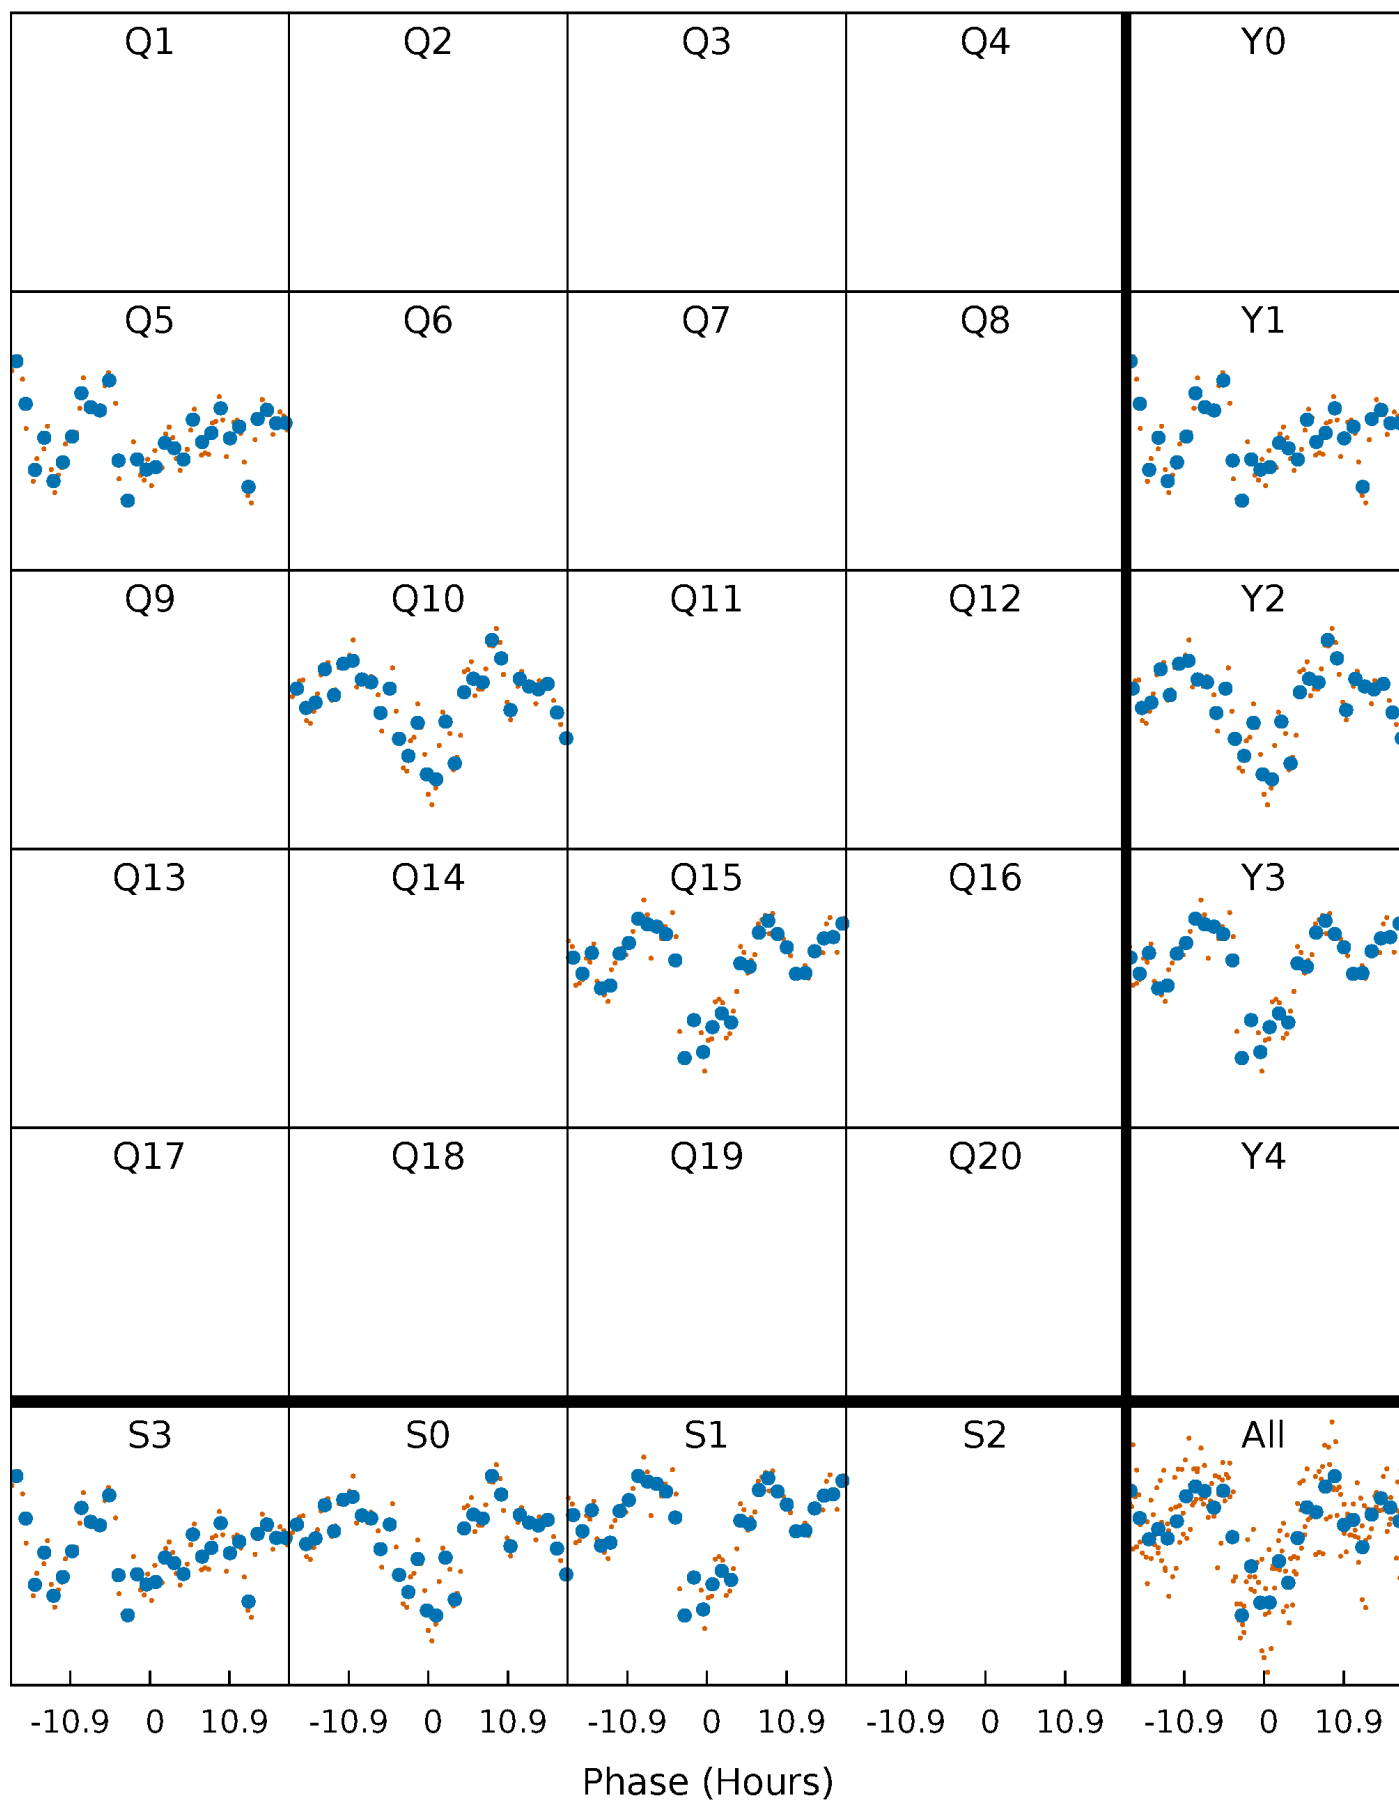 Q1 Q2 Q3 Q4 Y0
Q5 Q6 Q7 Q8 Y1
Q9 Q10 Q11 Q12 Y2
Q13 Q14 Q15 Q16 Y3
Q17 Q18 Q19 Q20 Y4
S3 S0 S1 S2 All
-10.9 0 10.9 -10.9 0 10.9 -10.9 0 10.9 -10.9 0 10.9 -10.9 0 10.9
Phase (Hours)